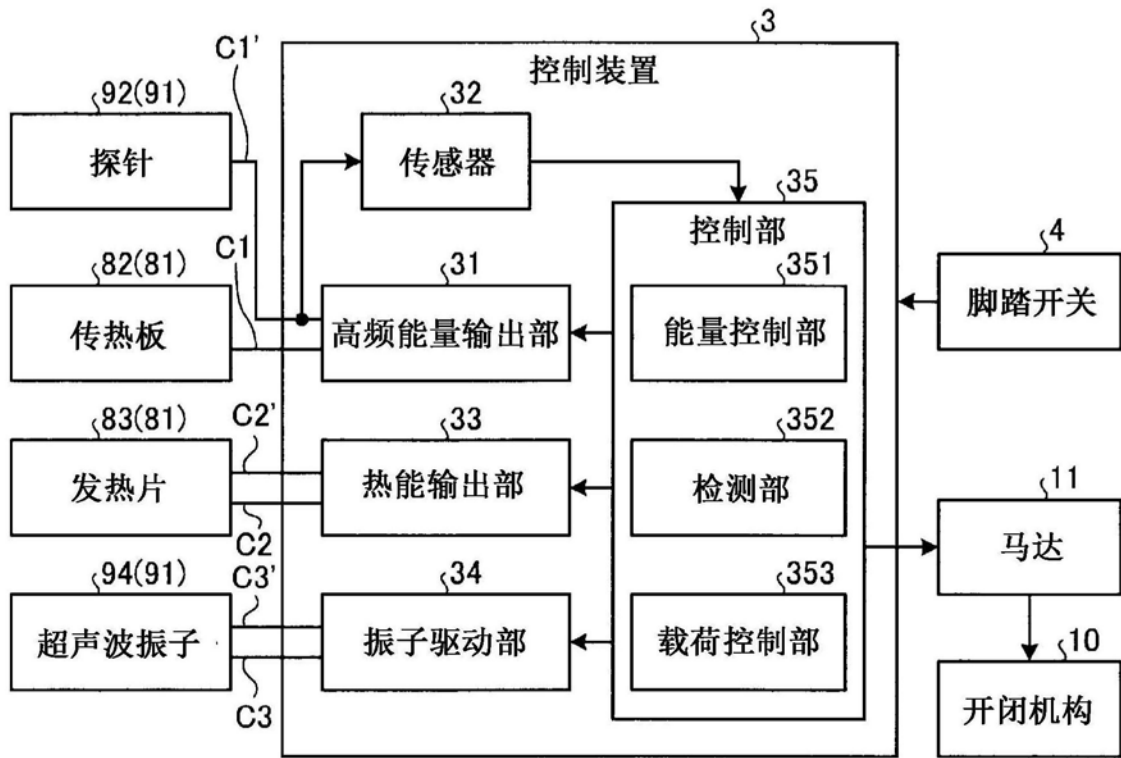 3
控制装置
C1'
92(91)
探针
32
传感器
35
控制部
C1
82(81)
传热板
31
高频能量输出部
351
能量控制部
4
脚踏开关
83(81)
C2'
发热片
C2
33
热能输出部
352
检测部
11
马达
94(91)
C3'
超声波振子
C3
34
振子驱动部
353
载荷控制部
10
开闭机构